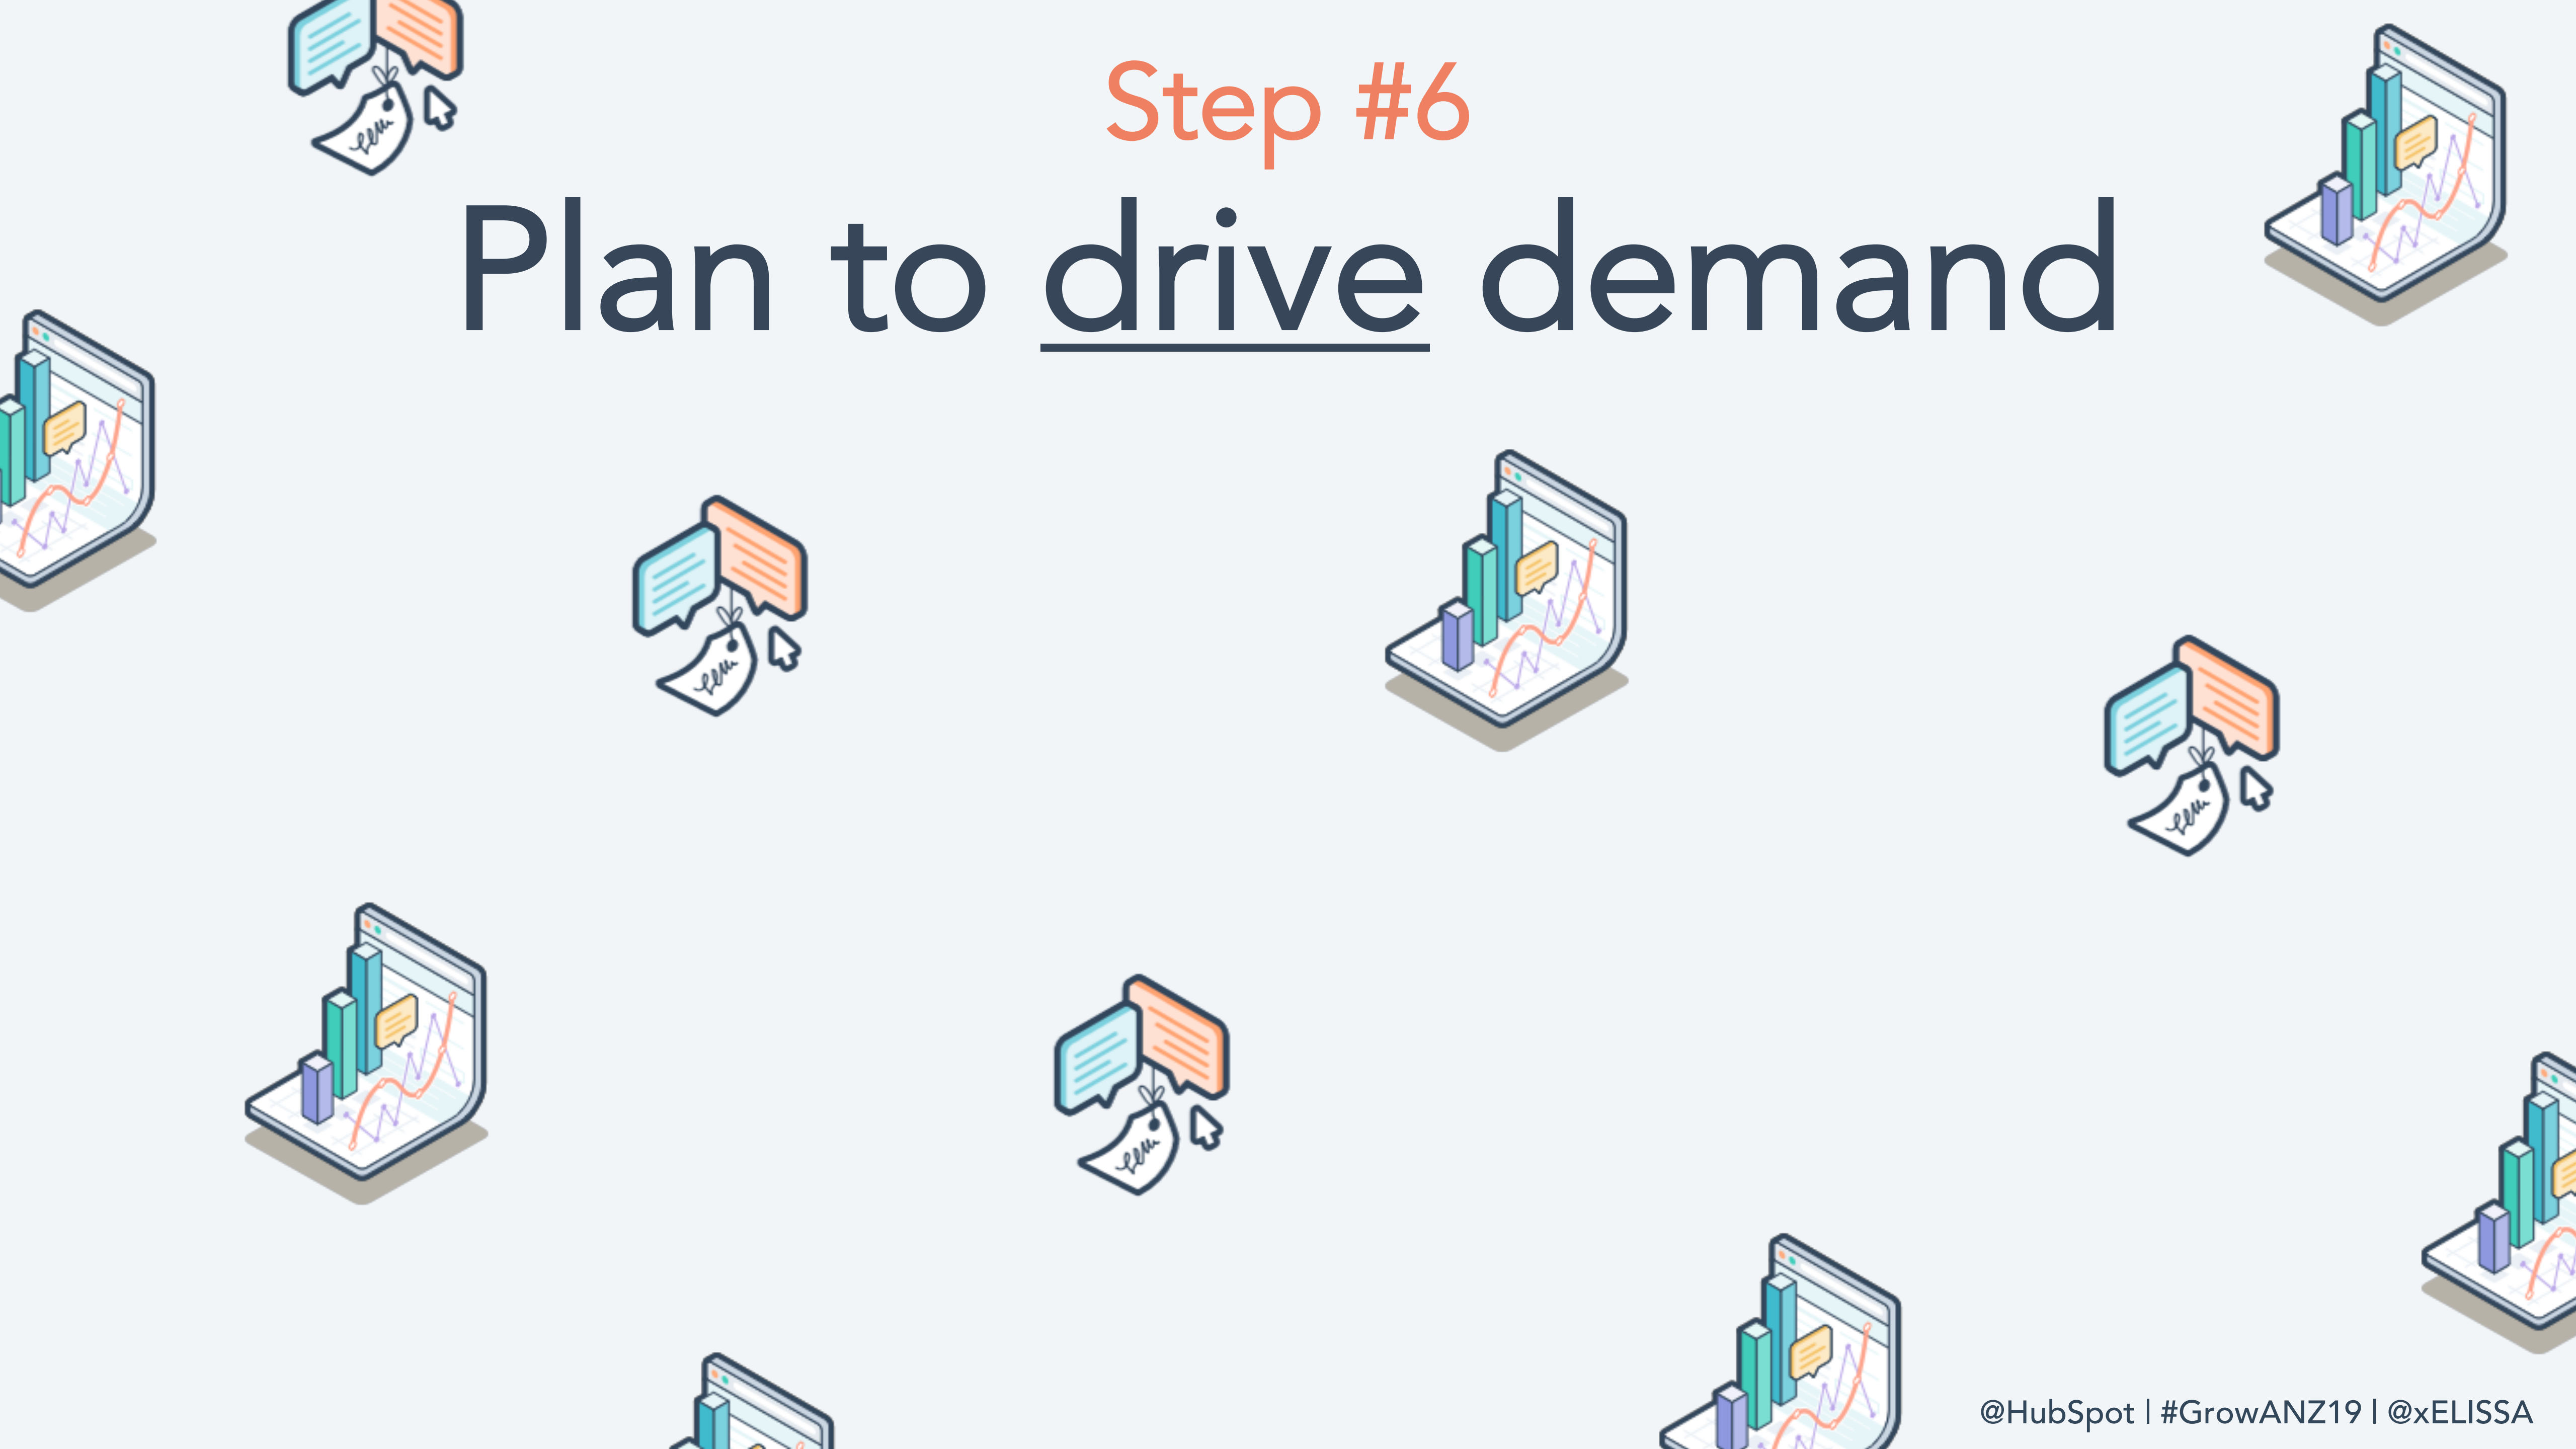 Step #6
Plan to drive demand
@HubSpot | #GrowANZ19 | @xELISSA